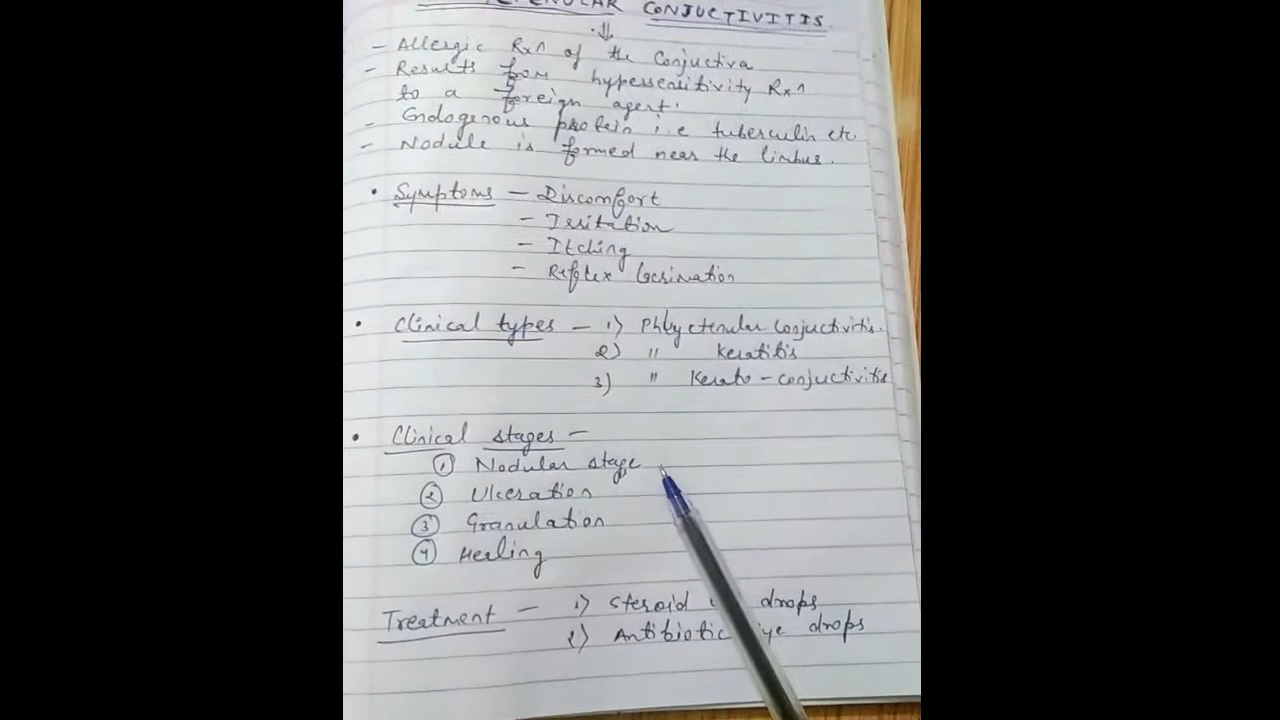 CONJUCTIVITIS
- Allergic Rxn of the Conjuctiva
- Results from hypersensitivity Rxn
to a foreign agent.
- Endogenous protein i.e tuberculin etc.
- Nodule is formed near the limbus.
• Symptoms - Discomfort
- Irritation
- Itching
- Reflex lacrimation
• Clinical types - 1) Phlyctenular Conjuctivitis.
2) " Keratitis
3) " Kerato-conjuctivitis
• Clinical stages -
① Nodular stage
② Ulceration
③ Granulation
④ Healing
Treatment - 1) Steroid drops
2) Antibiotic eye drops